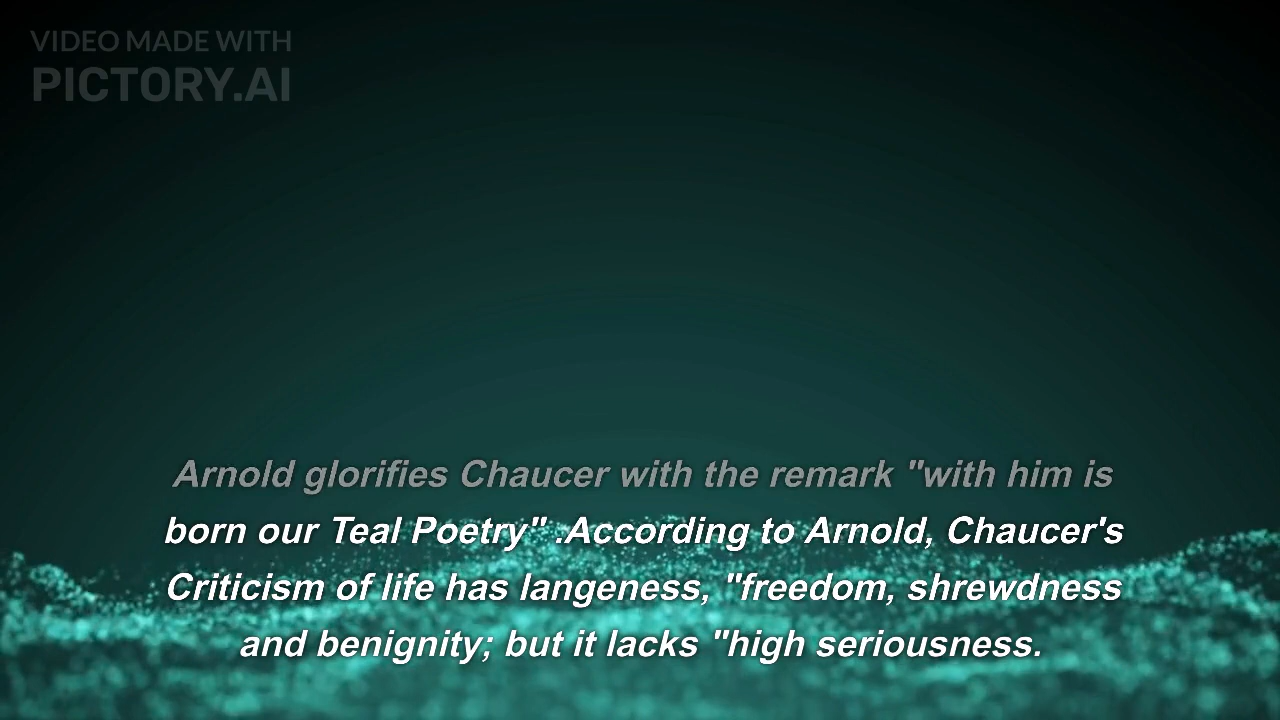 VIDEO MADE WITH
PICTORY.AI
Arnold glorifies Chaucer with the remark "with him is
born our Teal Poetry" .According to Arnold, Chaucer's
Criticism of life has langeness, "freedom, shrewdness
and benignity; but it lacks "high seriousness.